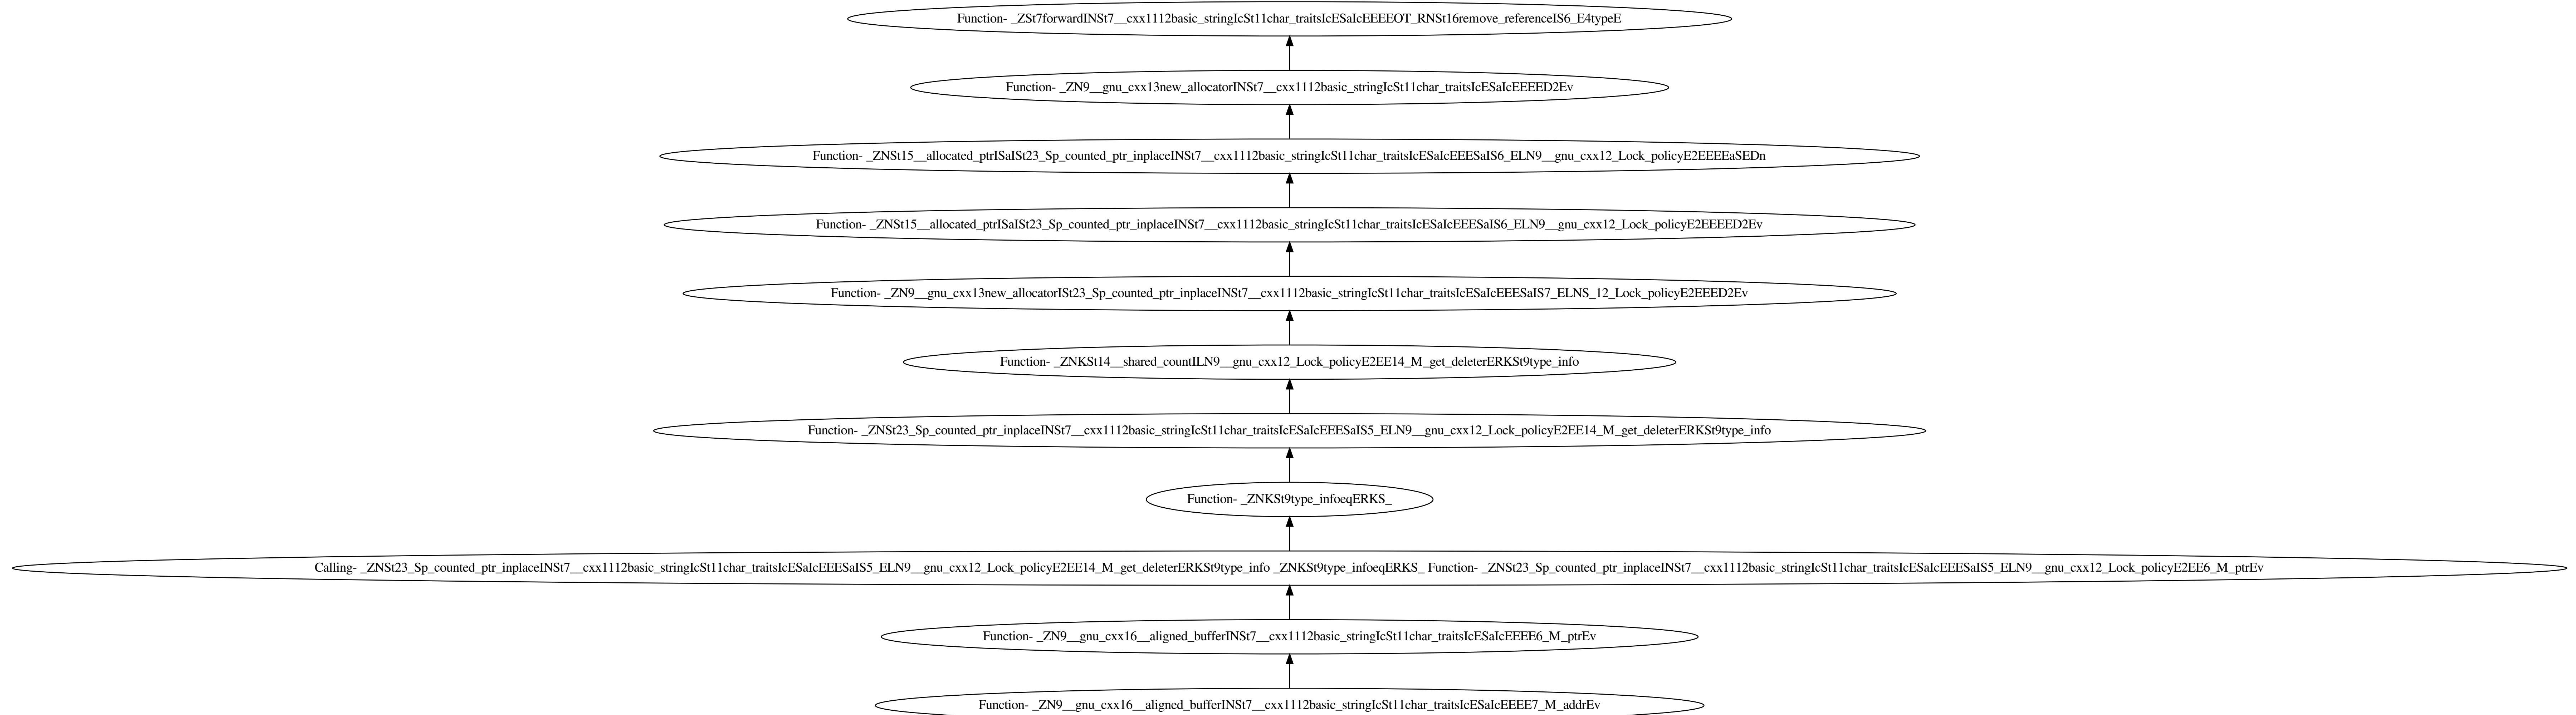 Function- _ZSt7forwardINSt7__cxx1112basic_stringIcSt11char_traitsIcESaIcEEEEOT_RNSt16remove_referenceIS6_E4typeE
Function- _ZN9__gnu_cxx13new_allocatorINSt7__cxx1112basic_stringIcSt11char_traitsIcESaIcEEEED2Ev
Function- _ZNSt15__allocated_ptrISaISt23_Sp_counted_ptr_inplaceINSt7__cxx1112basic_stringIcSt11char_traitsIcESaIcEEESaIS6_ELN9__gnu_cxx12_Lock_policyE2EEEEaSEDn
Function- _ZNSt15__allocated_ptrISaISt23_Sp_counted_ptr_inplaceINSt7__cxx1112basic_stringIcSt11char_traitsIcESaIcEEESaIS6_ELN9__gnu_cxx12_Lock_policyE2EEEED2Ev
Function- _ZN9__gnu_cxx13new_allocatorISt23_Sp_counted_ptr_inplaceINSt7__cxx1112basic_stringIcSt11char_traitsIcESaIcEEESaIS7_ELNS_12_Lock_policyE2EEED2Ev
Function- _ZNKSt14__shared_countILN9__gnu_cxx12_Lock_policyE2EE14_M_get_deleterERKSt9type_info
Function- _ZNSt23_Sp_counted_ptr_inplaceINSt7__cxx1112basic_stringIcSt11char_traitsIcESaIcEEESaIS5_ELN9__gnu_cxx12_Lock_policyE2EE14_M_get_deleterERKSt9type_info
Function- _ZNKSt9type_infoeqERKS_
Calling- _ZNSt23_Sp_counted_ptr_inplaceINSt7__cxx1112basic_stringIcSt11char_traitsIcESaIcEEESaIS5_ELN9__gnu_cxx12_Lock_policyE2EE14_M_get_deleterERKSt9type_info _ZNKSt9type_infoeqERKS_ Function- _ZNSt23_Sp_counted_ptr_inplaceINSt7__cxx1112basic_stringIcSt11char_traitsIcESaIcEEESaIS5_ELN9__gnu_cxx12_Lock_policyE2EE6_M_ptrEv
Function- _ZN9__gnu_cxx16__aligned_bufferINSt7__cxx1112basic_stringIcSt11char_traitsIcESaIcEEEE6_M_ptrEv
Function- _ZN9__gnu_cxx16__aligned_bufferINSt7__cxx1112basic_stringIcSt11char_traitsIcESaIcEEEE7_M_addrEv